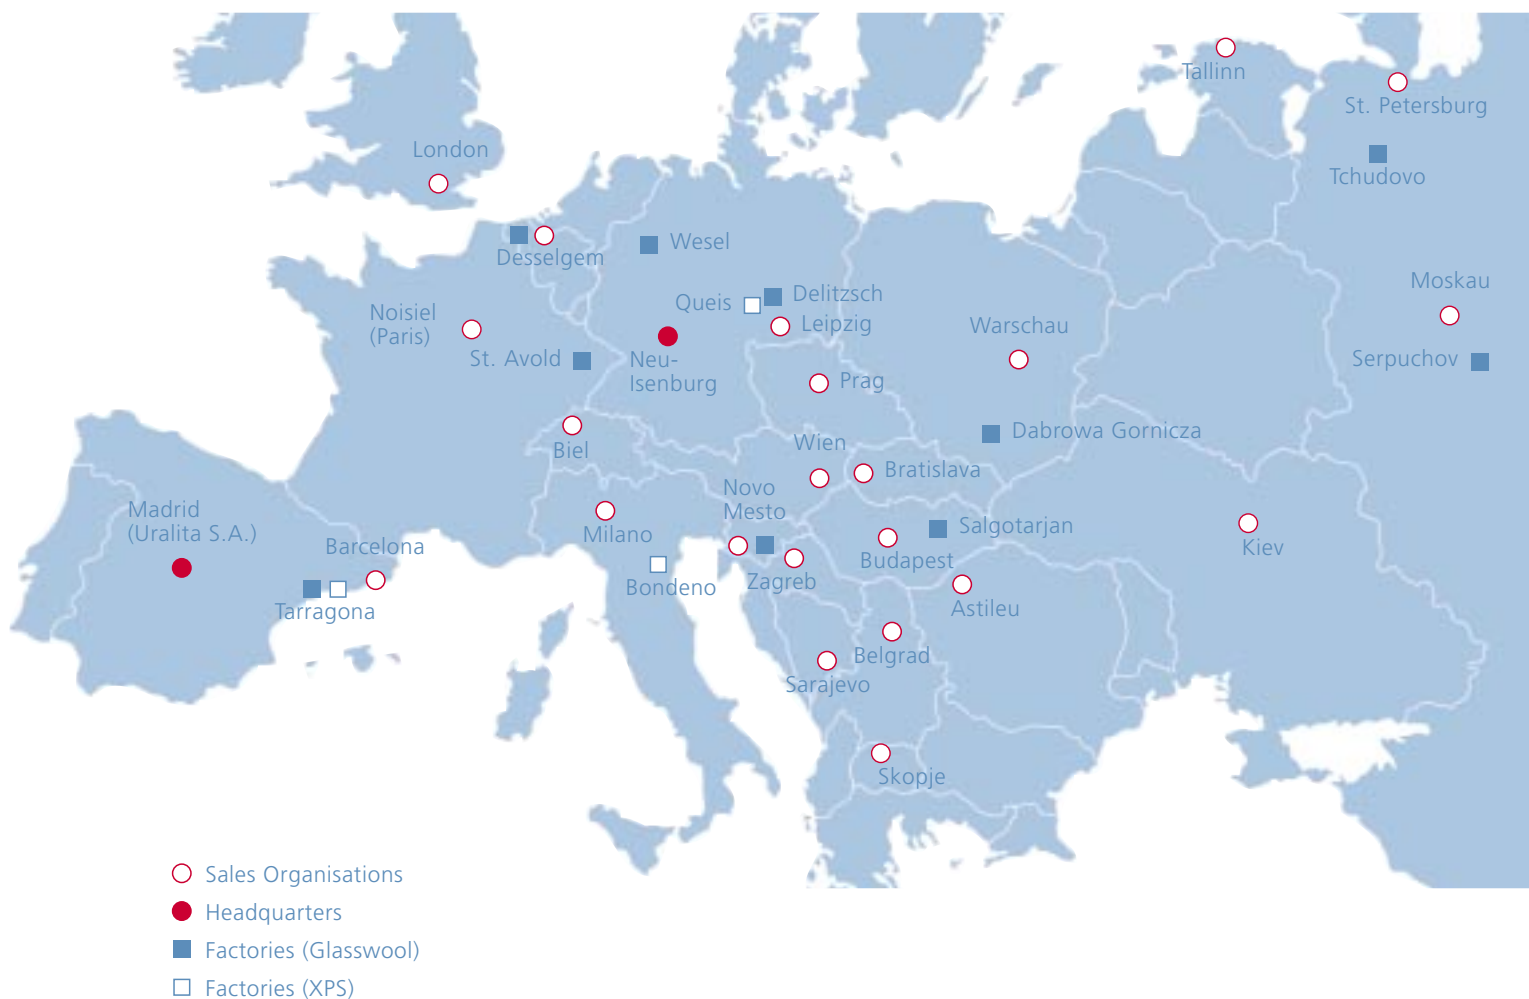 Tallinn
St. Petersburg
London
Tchudovo
Wesel
Desselgem
Moskau
Delitzsch
Queis
Noisiel
(Paris)
Leipzig
Warschau
St. Avold
Neu-
Isenburg
Serpuchov
Prag
Dabrowa Gornicza
Wien
Biel
Bratislava
Novo
Mesto
Madrid
(Uralita S.A.)
Milano
Salgotarjan
Barcelona
Kiev
Budapest
Bondeno
Zagreb
Tarragona
Astileu
Belgrad
Sarajevo
Skopje
Sales Organisations
Headquarters
Factories (Glasswool)
Factories (XPS)